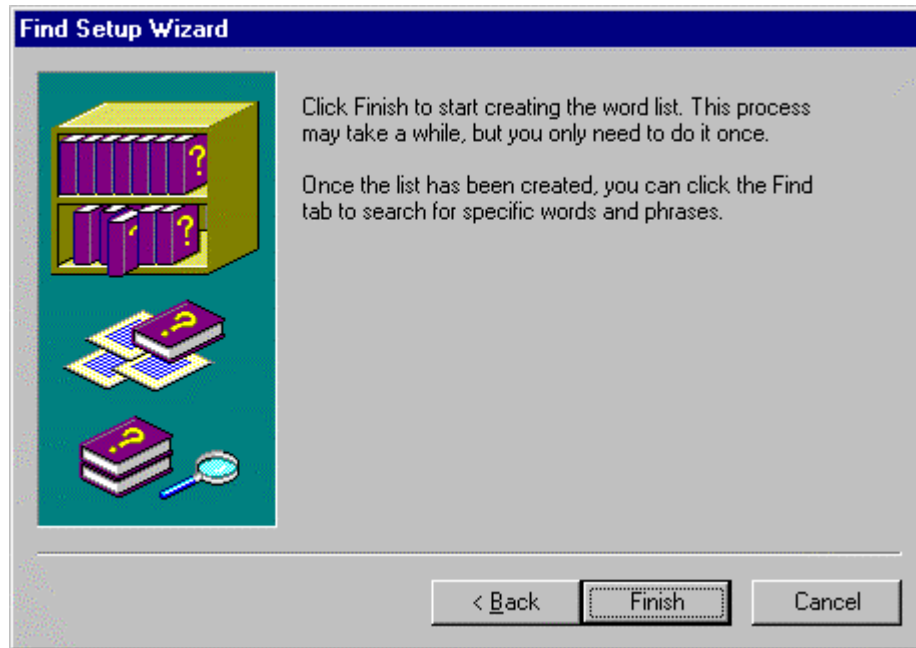 Find Setup Wizard
Click Finish to start creating the word list. This process
may take a while, but you only need to do it once.
Once the list has been created, you can click the Find
tab to search for specific words and phrases.
< Back
Finish
Cancel